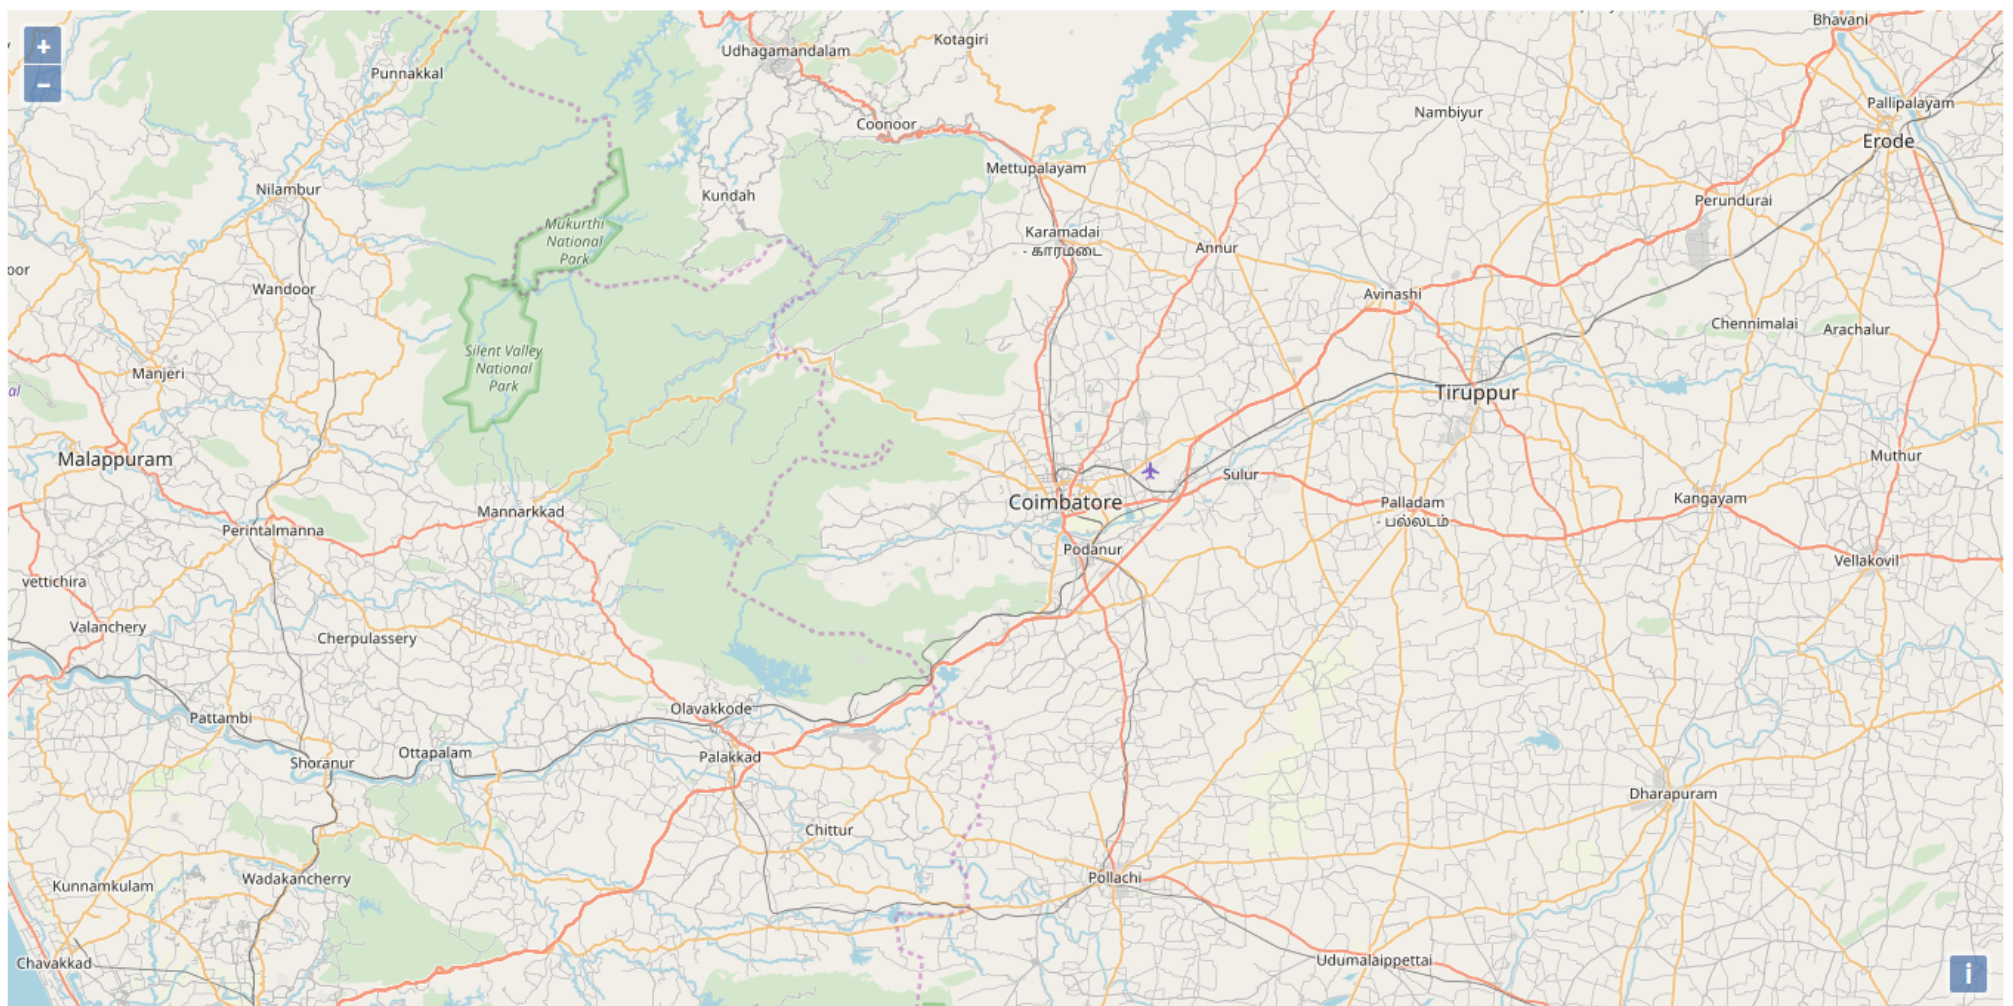 +
−
Bhavani
Kotagiri
Udhagamandalam
Punnakkal
Pallipalayam
Nambiyur
Coonoor
Erode
Mettupalayam
Nilambur
Kundah
Perundurai
Mukurthi
National
Park
Karamadai
- காரமடை
Annur
oor
Wandoor
Avinashi
Chennimalai
Arachalur
Silent Valley
National
Park
Manjeri
al
Tiruppur
Malappuram
Muthur
Sulur
Coimbatore
Palladam
- பல்லடம்
Kangayam
Mannarkkad
Perintalmanna
Podanur
Vellakovil
vettichira
Valanchery
Cherpulassery
Olavakkode
Pattambi
Ottapalam
Palakkad
Shoranur
Dharapuram
Chittur
Pollachi
Wadakancherry
Kunnamkulam
Udumalaippettai
Chavakkad
i